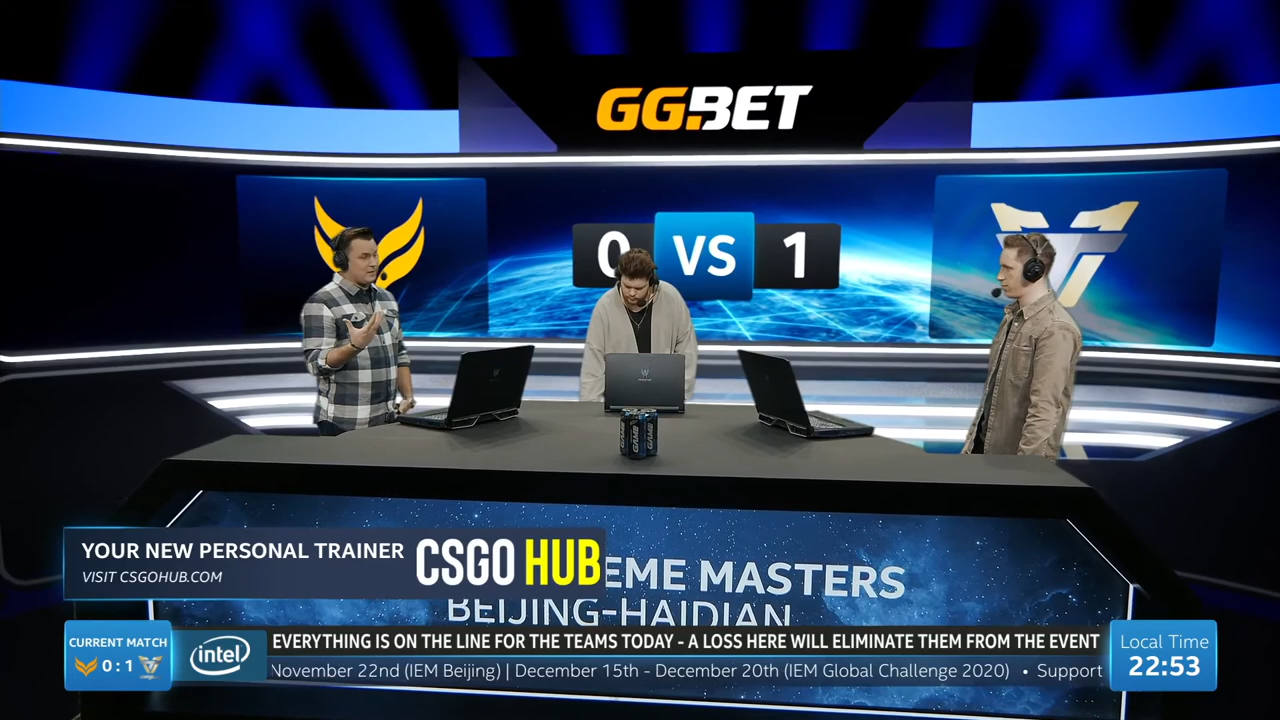 GG.BET
0 VS 1
YOUR NEW PERSONAL TRAINER
VISIT CSGOHUB.COM
CSGO HUB
EME MASTERS
BEIJING-HAIDIAN
CURRENT MATCH
0 : 1
intel
EVERYTHING IS ON THE LINE FOR THE TEAMS TODAY - A LOSS HERE WILL ELIMINATE THEM FROM THE EVENT
November 22nd (IEM Beijing) | December 15th - December 20th (IEM Global Challenge 2020) • Support
Local Time
22:53